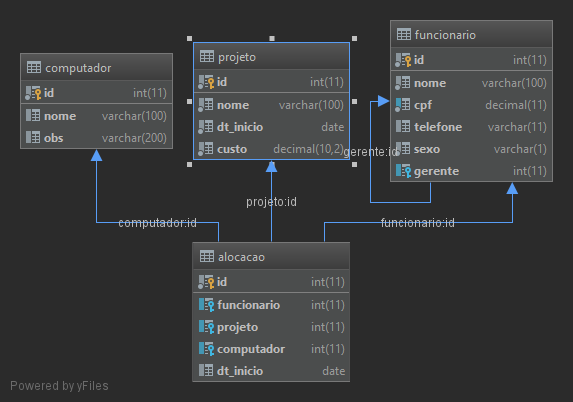 computador
id int(11)
nome varchar(100)
obs varchar(200)
projeto
id int(11)
nome varchar(100)
dt_inicio date
custo decimal(10,2)
funcionario
id int(11)
nome varchar(100)
cpf decimal(11)
telefone varchar(11)
sexo varchar(1)
gerente int(11)
gerente:id
computador:id
projeto:id
funcionario:id
alocacao
id int(11)
funcionario int(11)
projeto int(11)
computador int(11)
dt_inicio date
Powered by yFiles